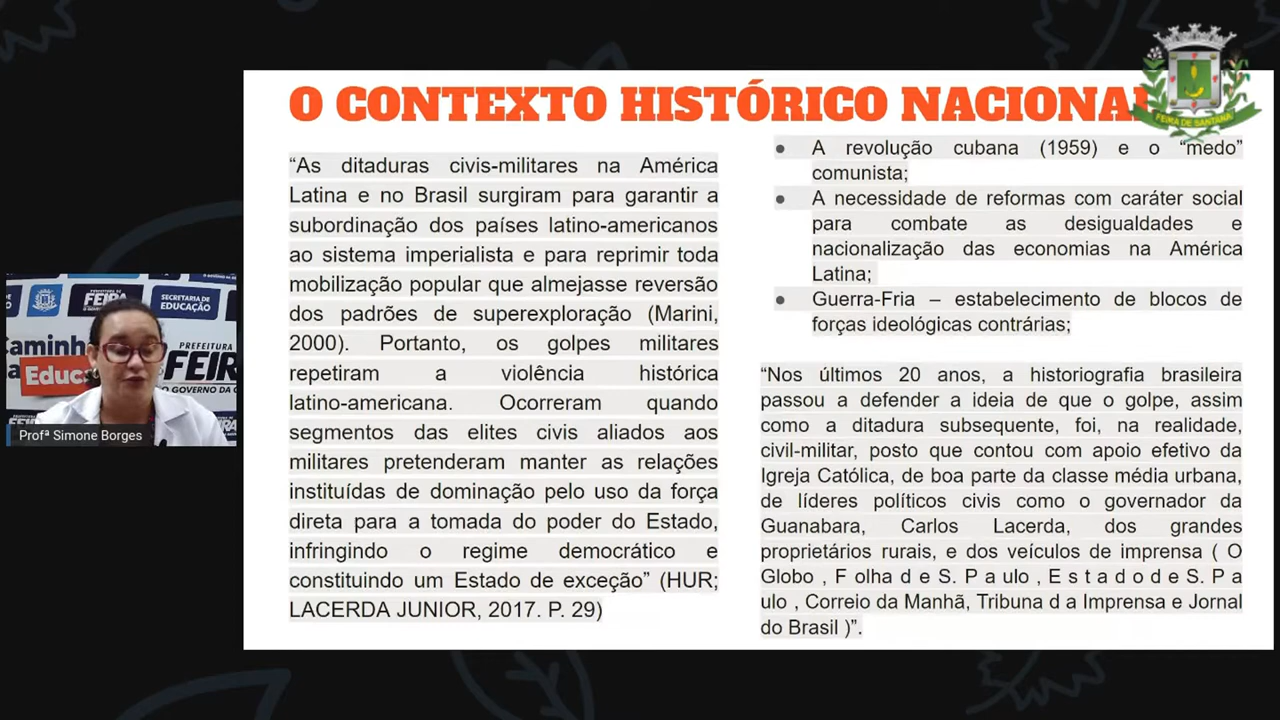 O CONTEXTO HISTÓRICO NACIONAL
FEIRA DE SANTANA
“As ditaduras civis-militares na América
Latina e no Brasil surgiram para garantir a
subordinação dos países latino-americanos
ao sistema imperialista e para reprimir toda
mobilização popular que almejasse reversão
dos padrões de superexploração (Marini,
2000). Portanto, os golpes militares
repetiram a violência histórica
latino-americana. Ocorreram quando
segmentos das elites civis aliados aos
militares pretenderam manter as relações
instituídas de dominação pelo uso da força
direta para a tomada do poder do Estado,
infringindo o regime democrático e
constituindo um Estado de exceção” (HUR;
LACERDA JUNIOR, 2017. P. 29)
● A revolução cubana (1959) e o “medo”
comunista;
● A necessidade de reformas com caráter social
para combate as desigualdades e
nacionalização das economias na América
Latina;
● Guerra-Fria – estabelecimento de blocos de
forças ideológicas contrárias;
“Nos últimos 20 anos, a historiografia brasileira
passou a defender a ideia de que o golpe, assim
como a ditadura subsequente, foi, na realidade,
civil-militar, posto que contou com apoio efetivo da
Igreja Católica, de boa parte da classe média urbana,
de líderes políticos civis como o governador da
Guanabara, Carlos Lacerda, dos grandes
proprietários rurais, e dos veículos de imprensa ( O
Globo , F olha d e S. P a ulo , E s t a d o d e S. P a
ulo , Correio da Manhã, Tribuna d a Imprensa e Jornal
do Brasil )”.
FEIRA
SECRETARIA DE
EDUCAÇÃO
Caminh
a
Educ
PREFEITURA
FEIR
O GOVERNO DA
Profª Simone Borges